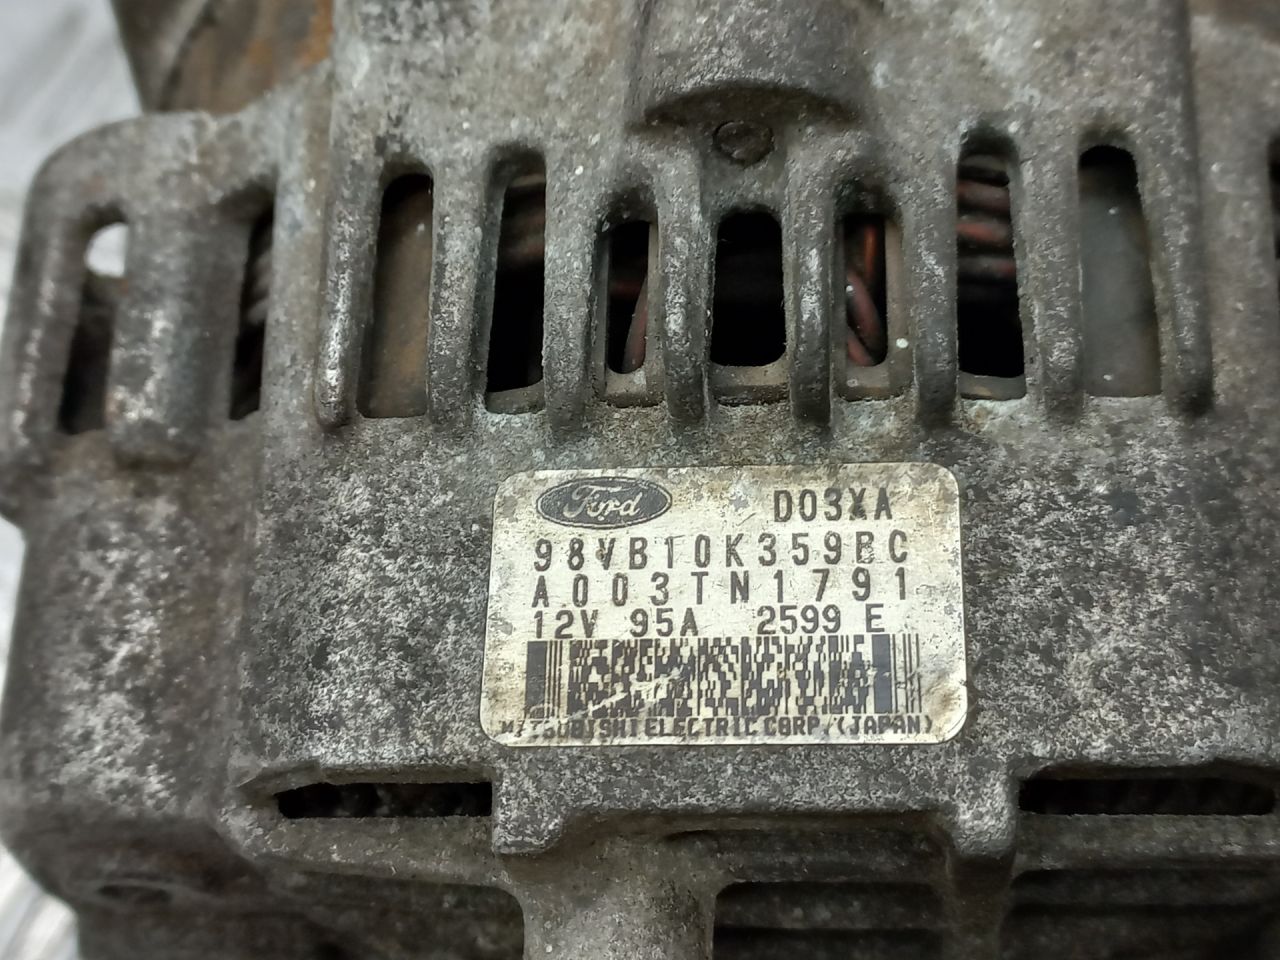 Ford D03XA
98VB10K359BC
A003TN1791
12V 95A 2599 E
MITSUBISHI ELECTRIC CORP. (JAPAN)